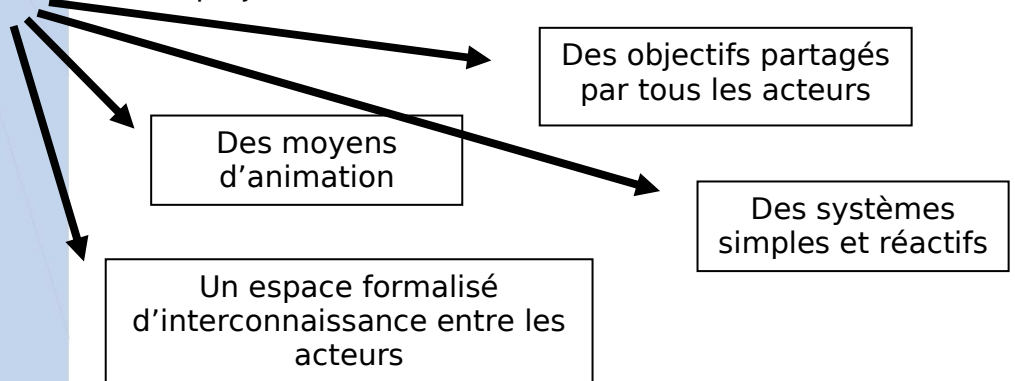 Des objectifs partagés
par tous les acteurs
Des moyens
d’animation
Des systèmes
simples et réactifs
Un espace formalisé
d’interconnaissance entre les
acteurs